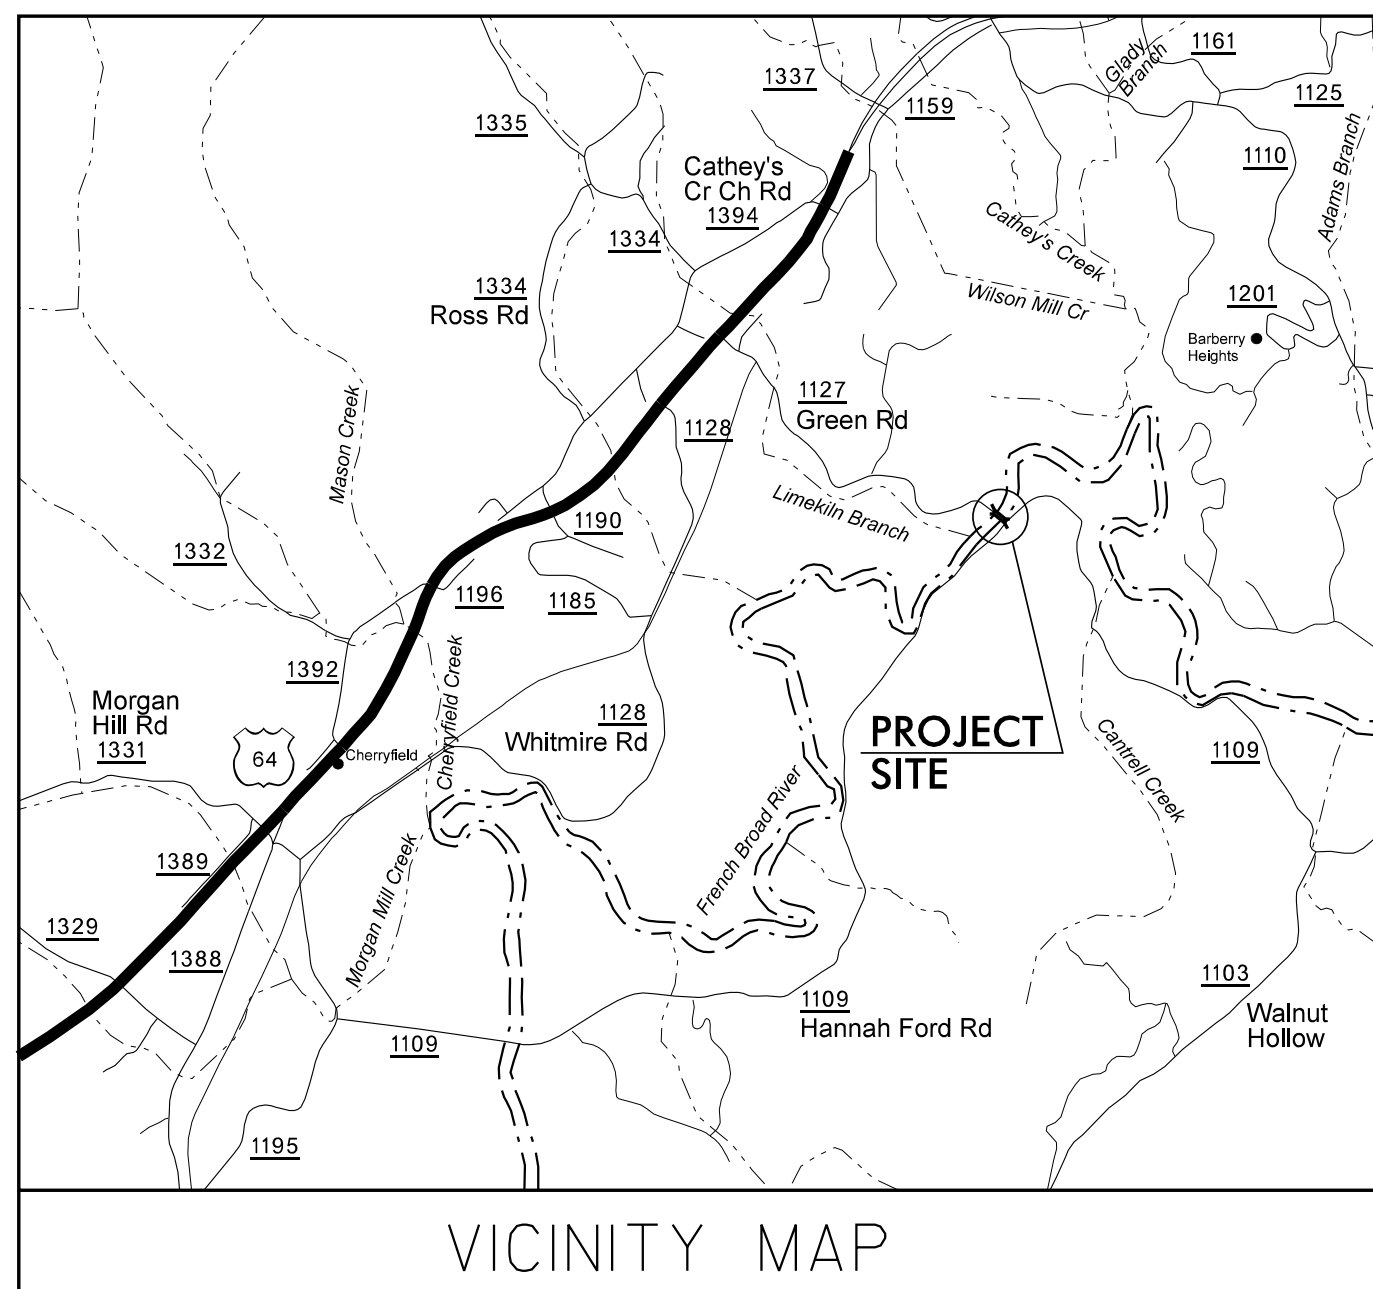 1161
Glady
Branch
1337
1125
1159
1335
Adams Branch
1110
Cathey's
Cr Ch Rd
1394
Cathey's Creek
1334
1334
Ross Rd
Wilson Mill Cr
1201
Barberry
Heights
Mason Creek
1127
Green Rd
1128
Limekiln Branch
1190
1332
1196
1185
Cherryfield Creek
1392
Morgan
Hill Rd
1331
64
Cherryfield
1128
Whitmire Rd
PROJECT
SITE
Cantrell Creek
1109
French Broad River
1389
Morgan Mill Creek
1329
1388
1103
Walnut
Hollow
1109
Hannah Ford Rd
1109
1195
VICINITY MAP